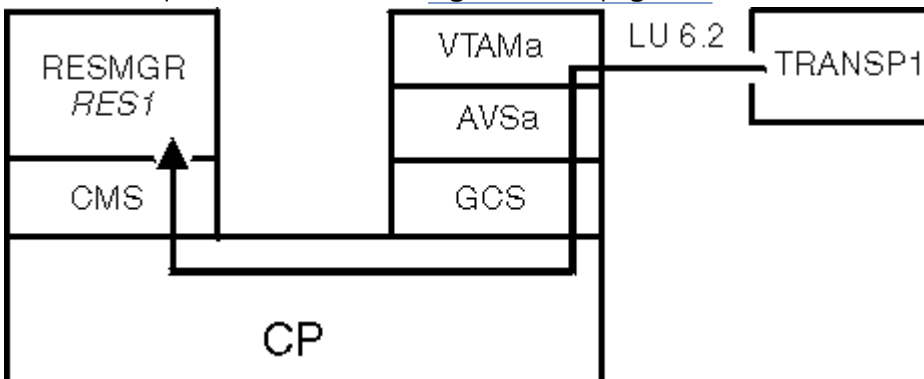 RESMGR
RES1
CMS
VTAMa
AVSa
GCS
LU 6.2
TRANSP1
CP